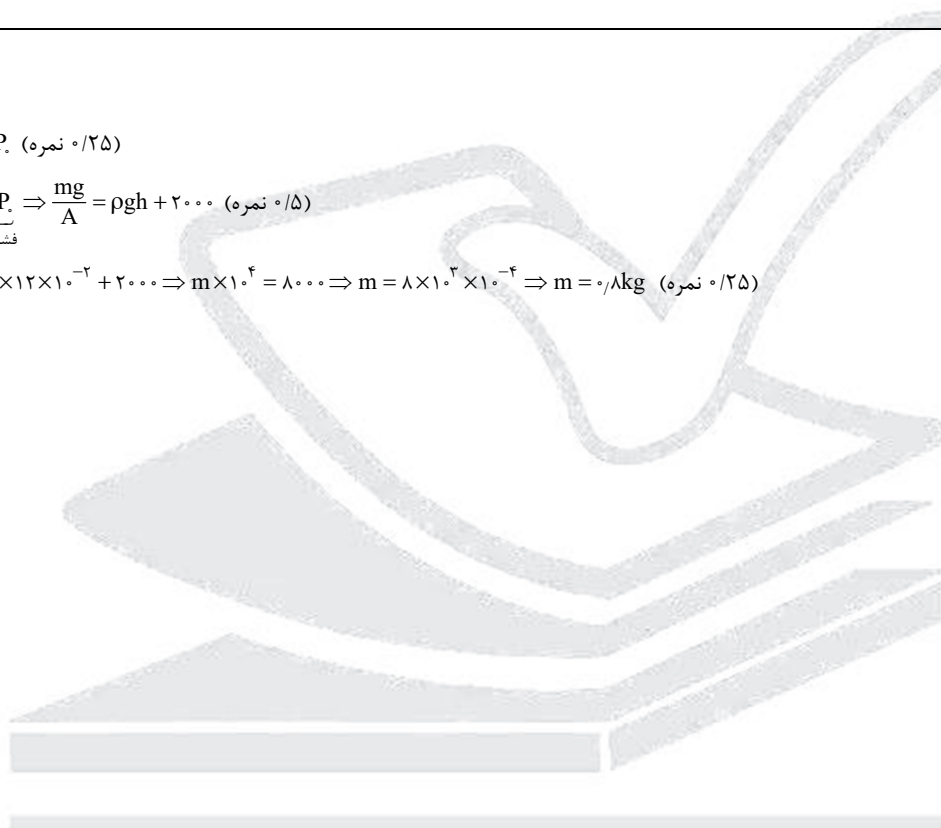 P. (۰/۲۵ نمره)
P. ⇒ mg/A = ρgh + ۲۰۰۰ (۰/۵ نمره)
×۱۲×۱۰^−۲ + ۲۰۰۰ ⇒ m×۱۰^۴ = ۸۰۰۰ ⇒ m = ۸×۱۰^۳×۱۰^−۴ ⇒ m = ۰/۸kg (۰/۲۵ نمره)